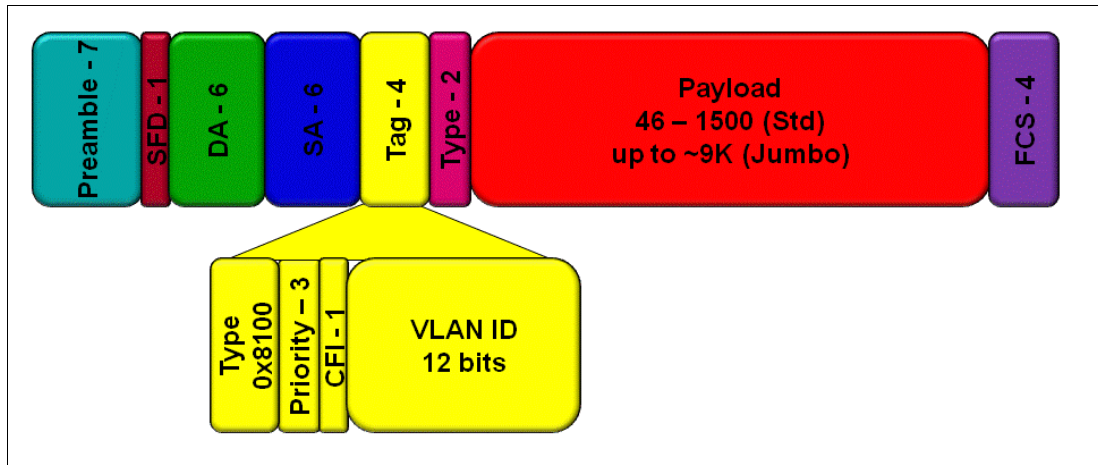 Preamble - 7
SFD - 1
DA - 6
SA - 6
Tag - 4
Type - 2
Payload
46 – 1500 (Std)
up to ~9K (Jumbo)
FCS - 4
Type
0x8100
Priority – 3
CFI - 1
VLAN ID
12 bits